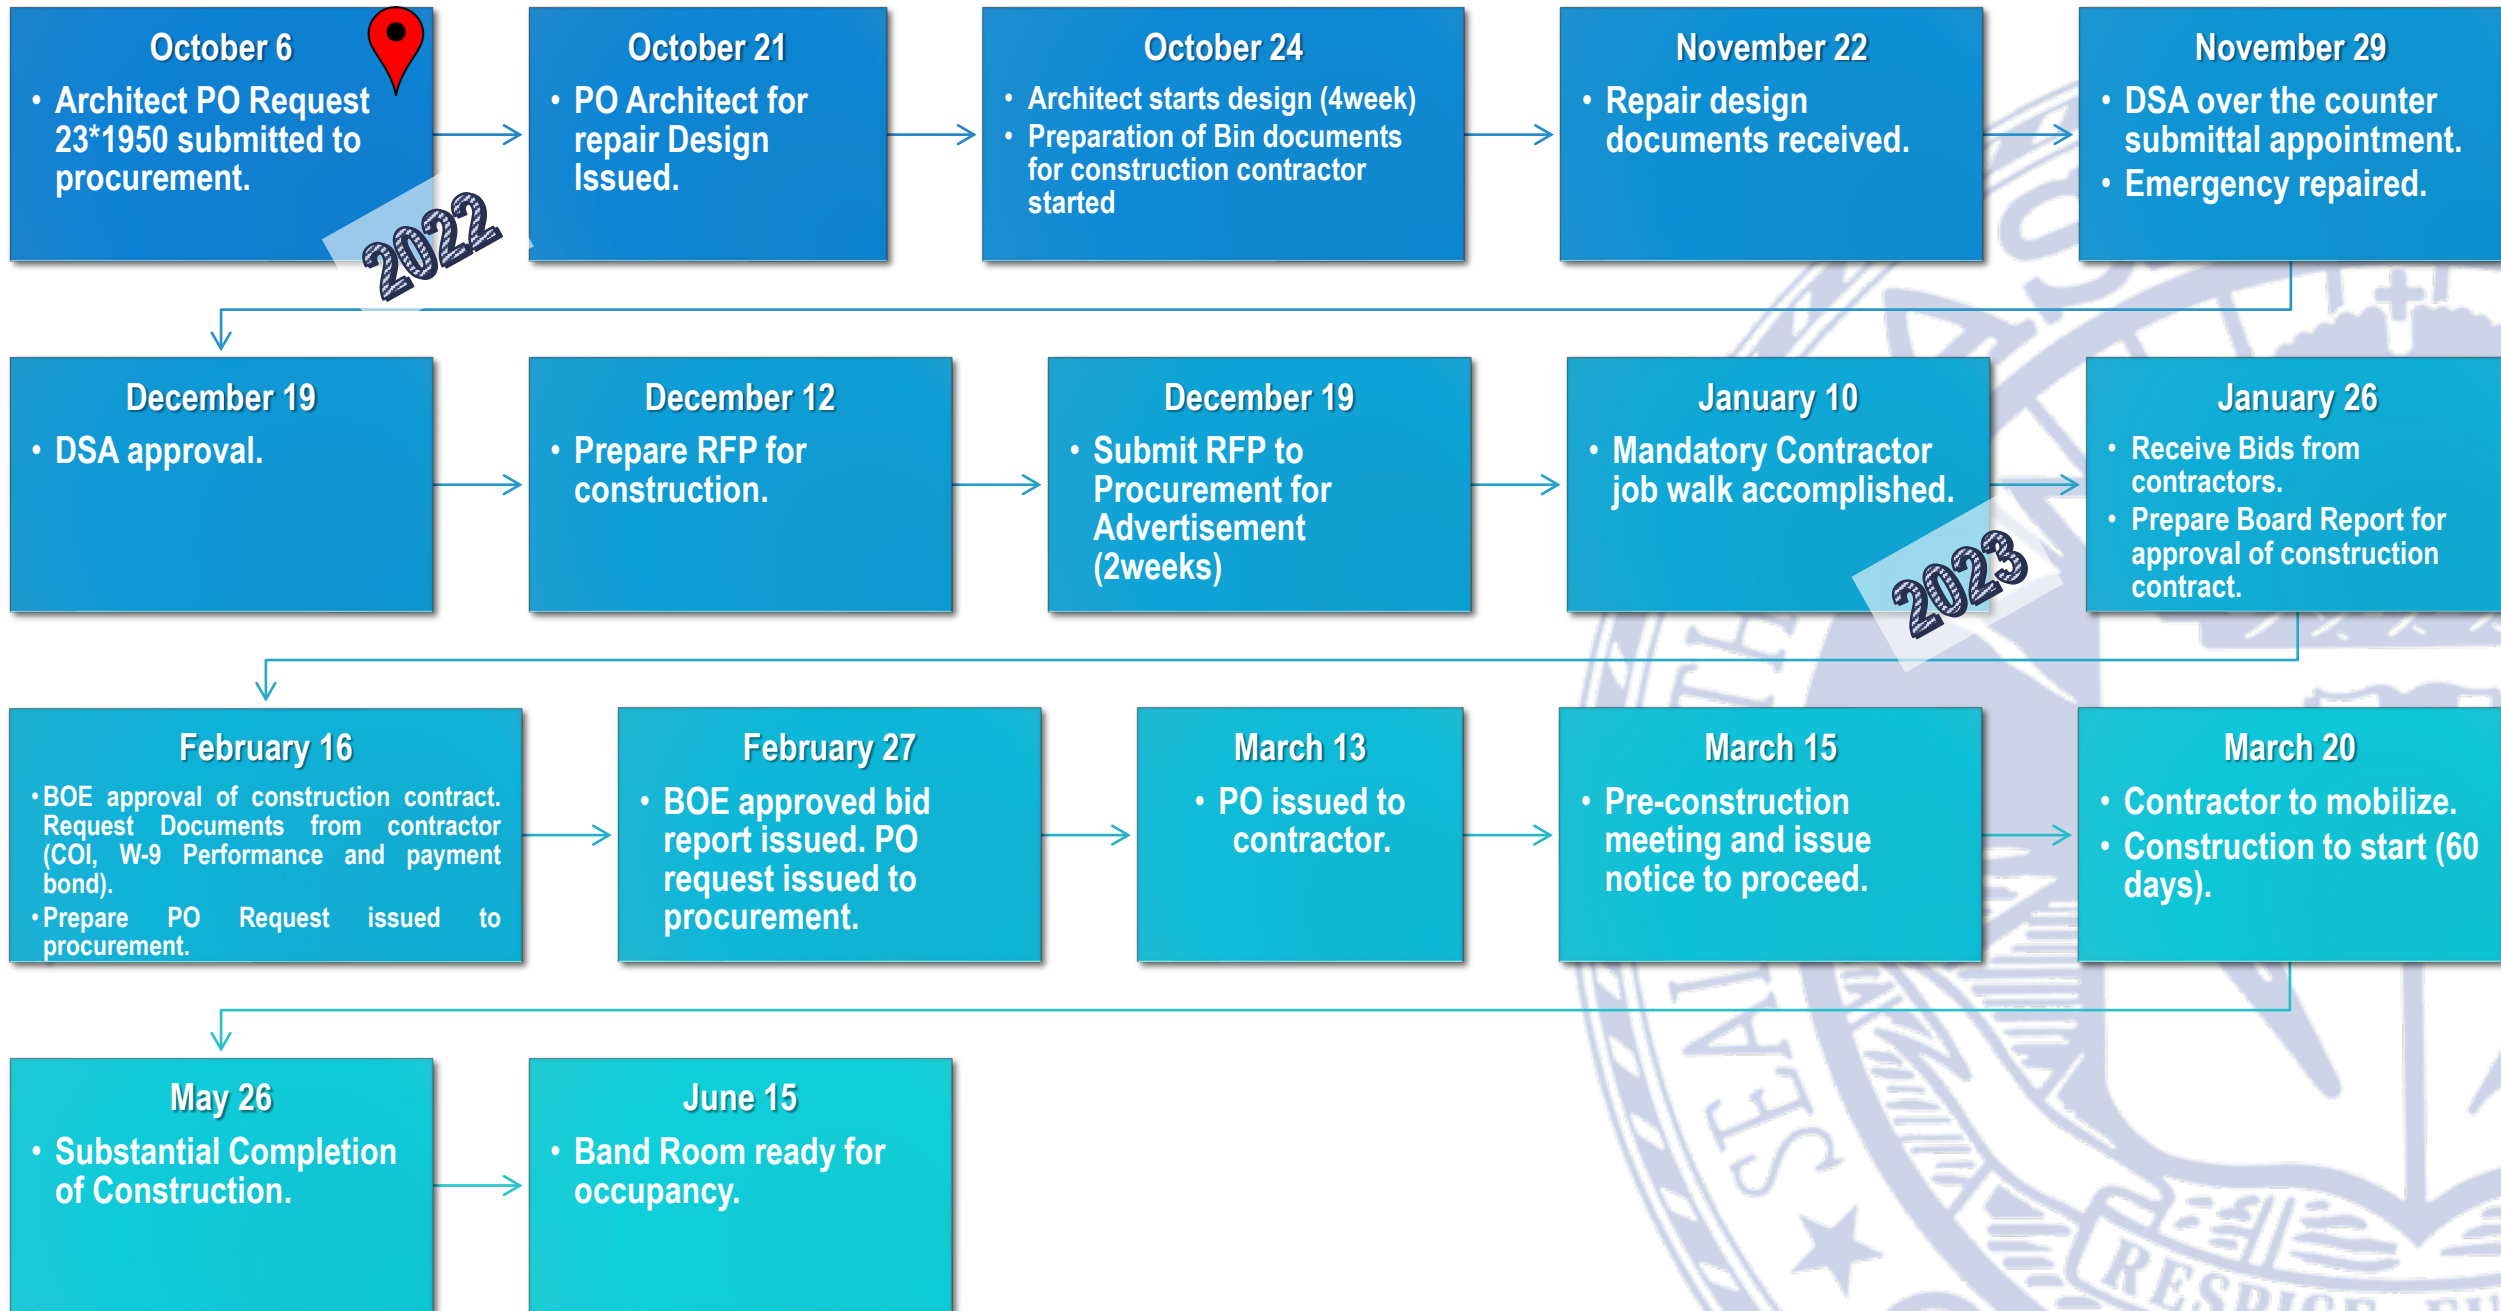 October 6
• Architect PO Request
23*1950 submitted to
procurement.
2022
October 21
• PO Architect for
repair Design
Issued.
October 24
• Architect starts design (4week)
• Preparation of Bin documents
for construction contractor
started
November 22
• Repair design
documents received.
November 29
• DSA over the counter
submittal appointment.
• Emergency repaired.
December 19
• DSA approval.
December 12
• Prepare RFP for
construction.
December 19
• Submit RFP to
Procurement for
Advertisement
(2weeks)
January 10
• Mandatory Contractor
job walk accomplished.
2023
January 26
• Receive Bids from
contractors.
• Prepare Board Report for
approval of construction
contract.
February 16
• BOE approval of construction contract.
Request Documents from contractor
(COI, W-9 Performance and payment
bond).
• Prepare PO Request issued to
procurement.
February 27
• BOE approved bid
report issued. PO
request issued to
procurement.
March 13
• PO issued to
contractor.
March 15
• Pre-construction
meeting and issue
notice to proceed.
March 20
• Contractor to mobilize.
• Construction to start (60
days).
May 26
• Substantial Completion
of Construction.
June 15
• Band Room ready for
occupancy.
SEAL
RESPICE